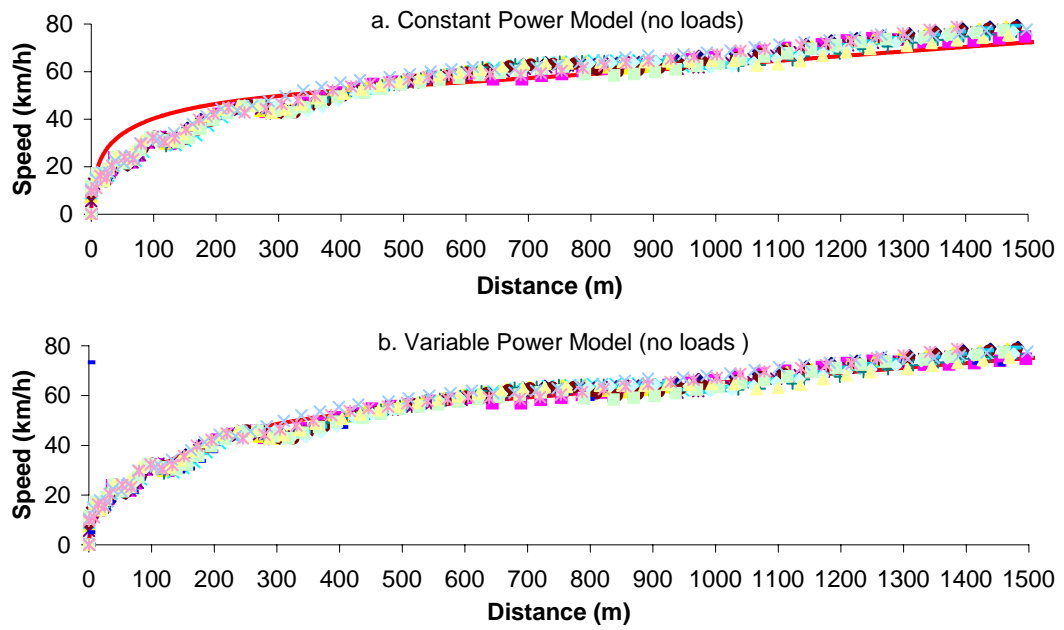 a. Constant Power Model (no loads)
80
60
40
20
0
Speed (km/h)
0 100 200 300 400 500 600 700 800 900 1000 1100 1200 1300 1400 1500
Distance (m)
b. Variable Power Model (no loads )
80
60
40
20
0
Speed (km/h)
0 100 200 300 400 500 600 700 800 900 1000 1100 1200 1300 1400 1500
Distance (m)